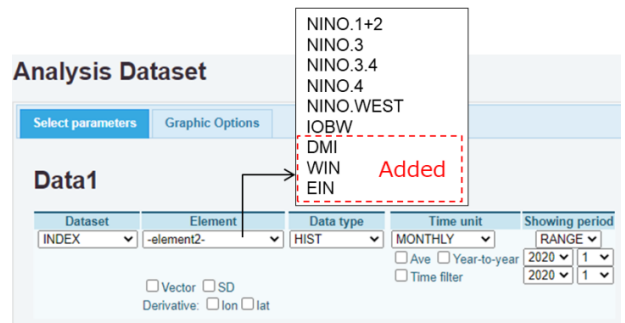 NINO.1+2
NINO.3
NINO.3.4
NINO.4
NINO.WEST
IOBW
DMI
WIN
EIN
Added
Analysis Dataset
Select parameters Graphic Options
Data1
Dataset Element Data type Time unit Showing period
INDEX -element2- HIST MONTHLY RANGE
Ave Year-to-year 2020 1
Time filter 2020 1
Vector SD
Derivative: lon lat